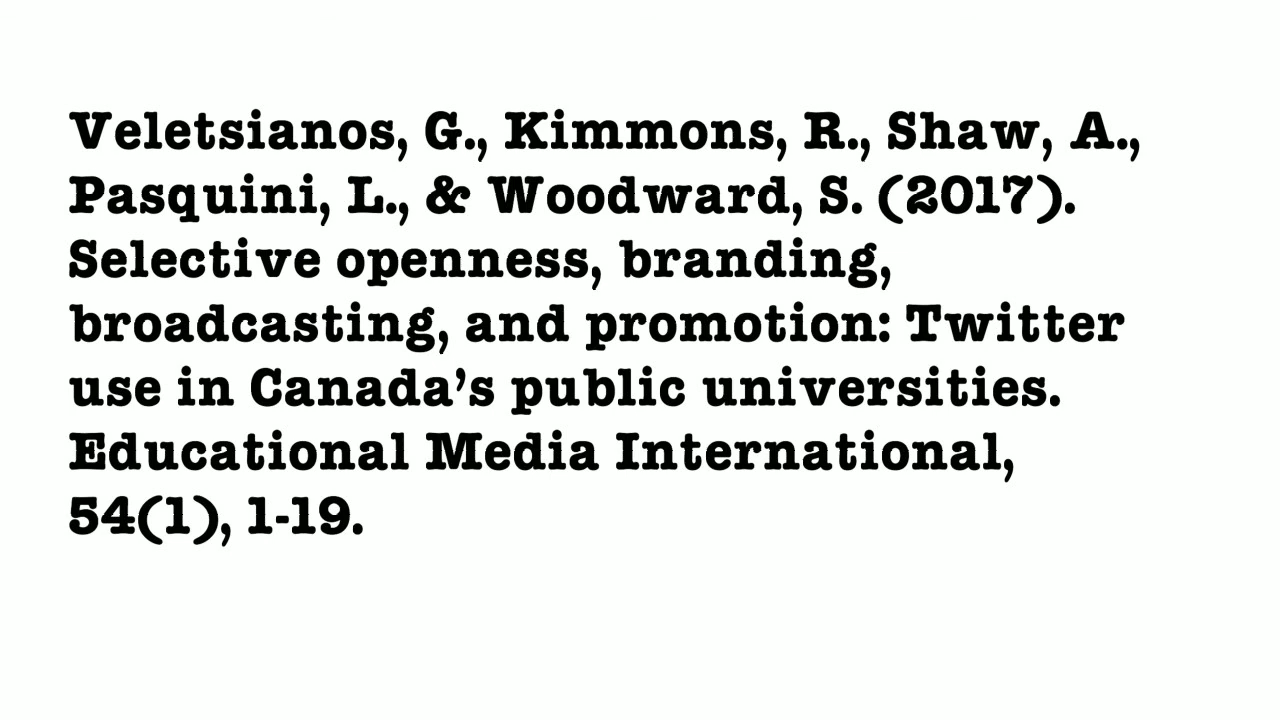 Veletsianos, G., Kimmons, R., Shaw, A.,
Pasquini, L., & Woodward, S. (2017).
Selective openness, branding,
broadcasting, and promotion: Twitter
use in Canada’s public universities.
Educational Media International,
54(1), 1-19.